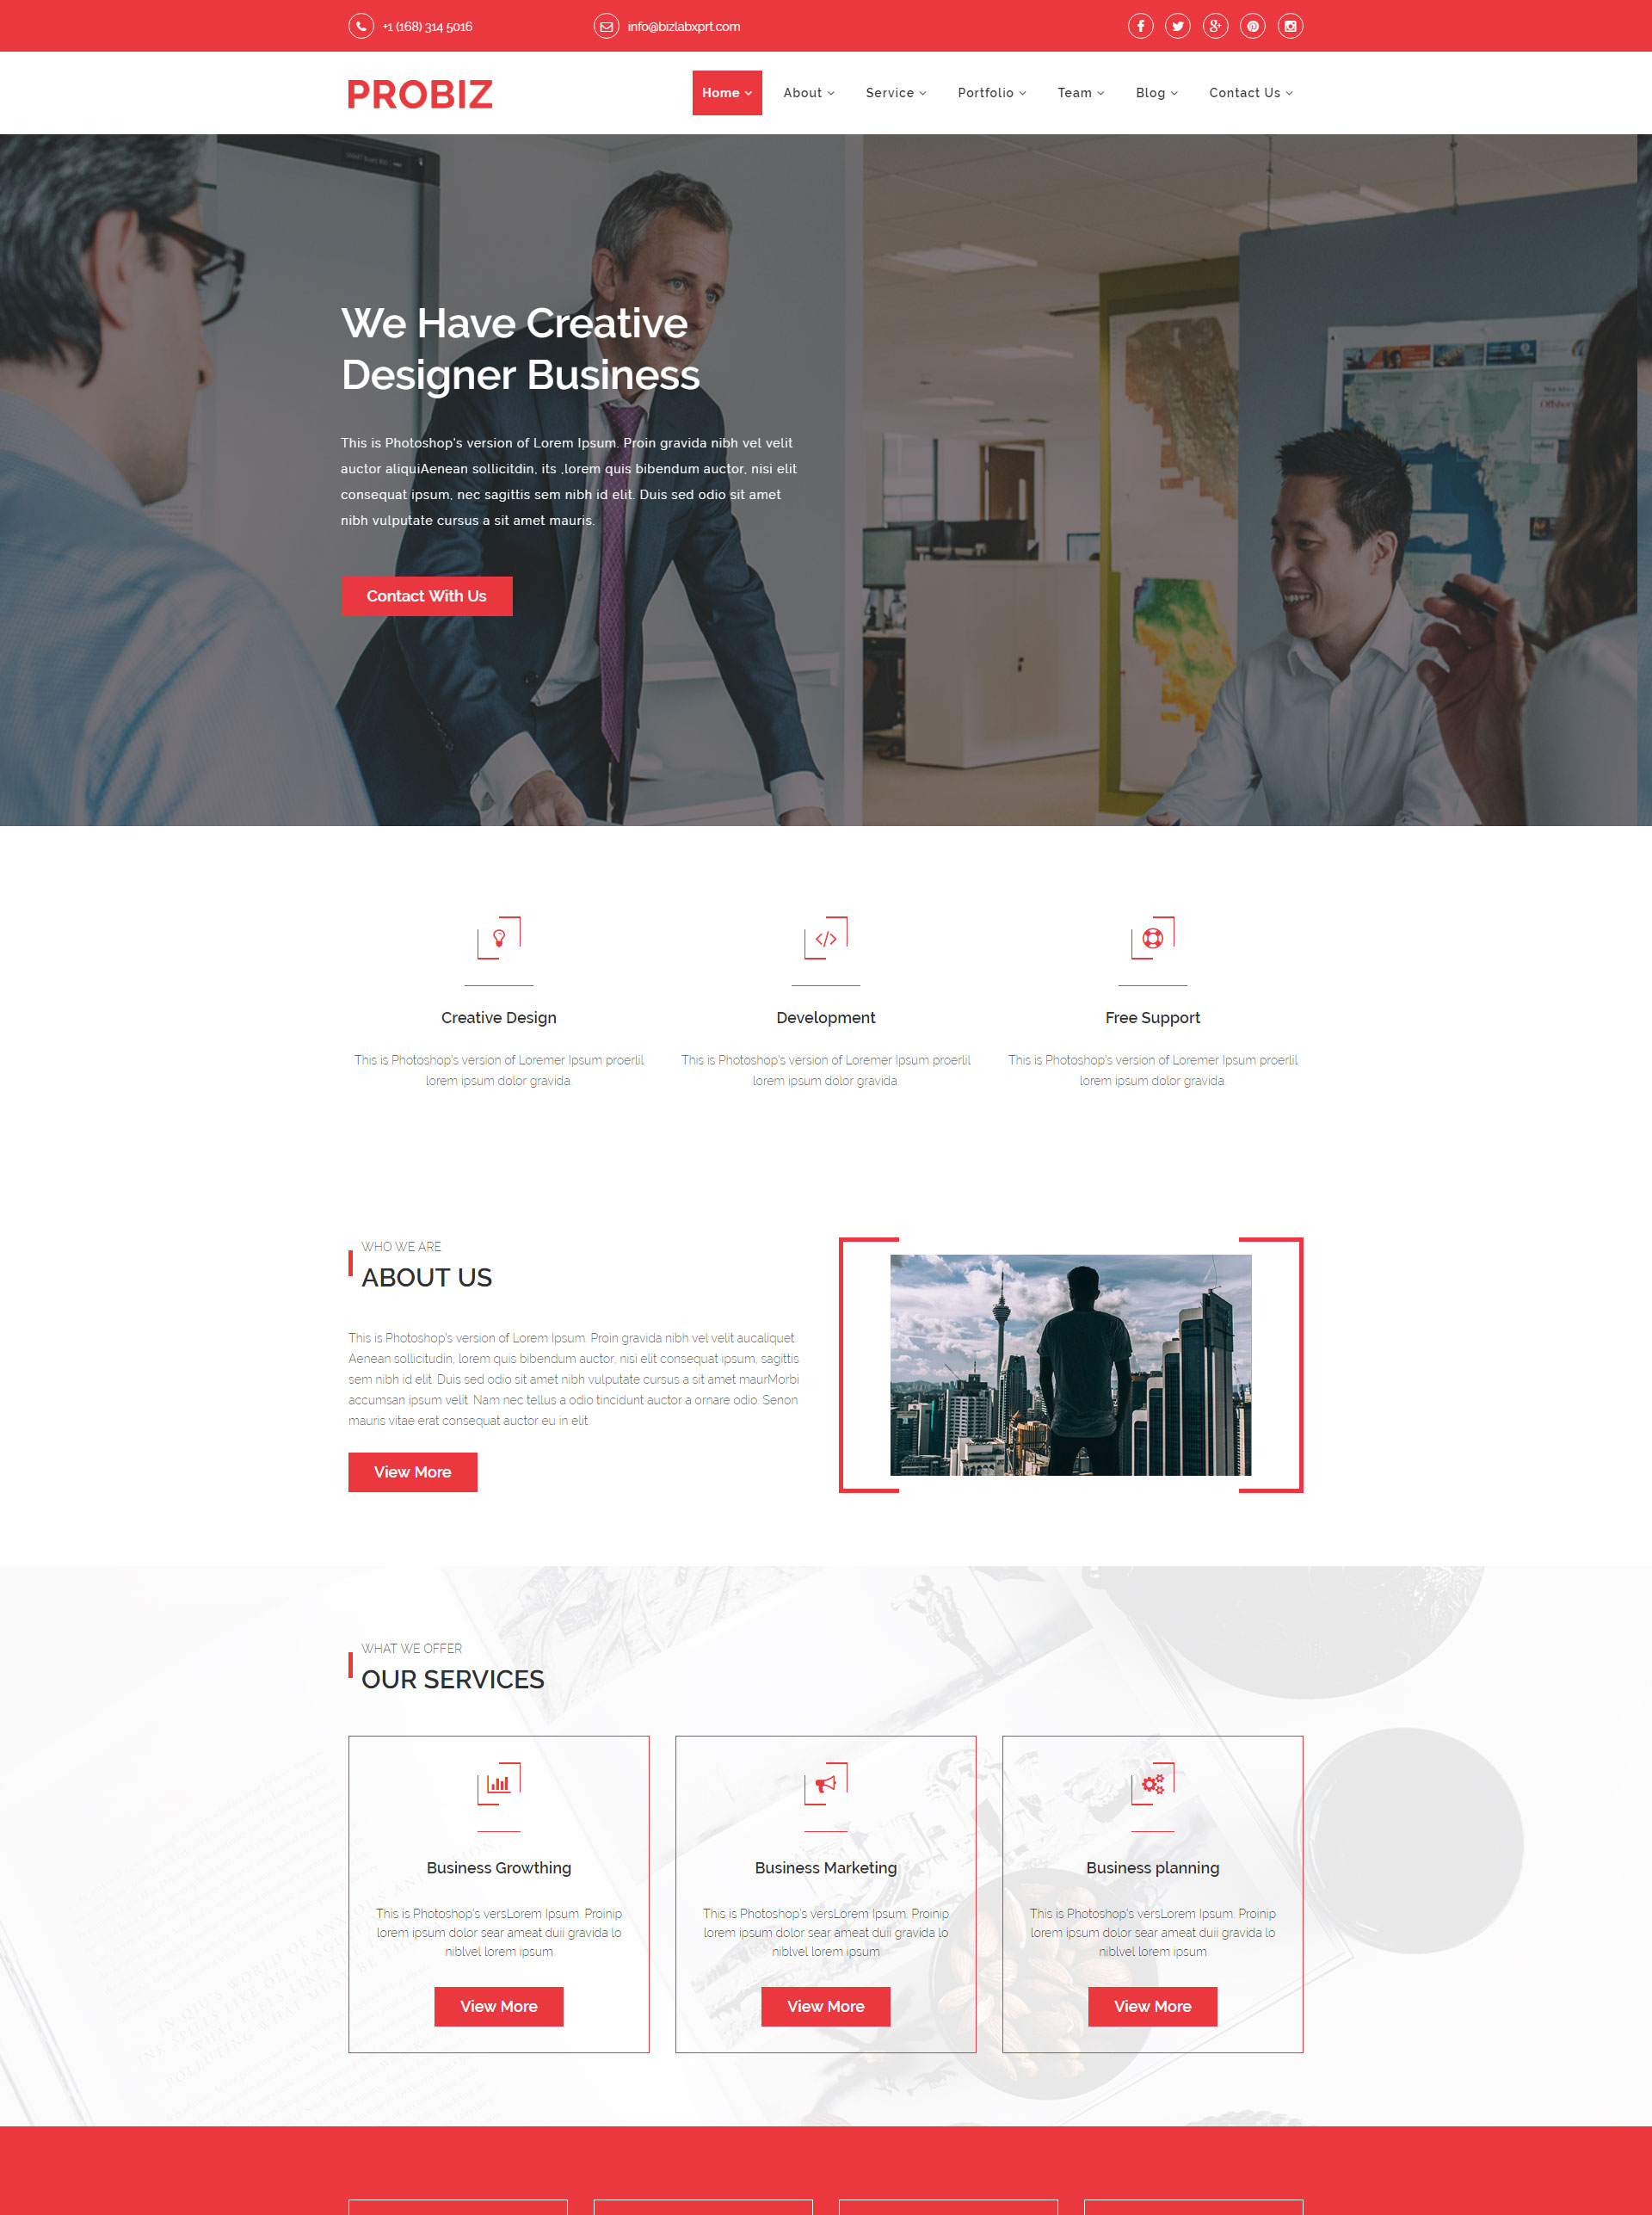 +1 (168) 314 5016
info@bizlabxprt.com
PROBIZ
Home
About
Service
Portfolio
Team
Blog
Contact Us
We Have Creative
Designer Business
This is Photoshop's version of Lorem Ipsum. Proin gravida nibh vel velit
auctor aliquiAenean sollicitdin, its ,lorem quis bibendum auctor, nisi elit
consequat ipsum, nec sagittis sem nibh id elit. Duis sed odio sit amet
nibh vulputate cursus a sit amet mauris.
Contact With Us
Creative Design
This is Photoshop's version of Loremer Ipsum proerlil
lorem ipsum dolor gravida.
Development
This is Photoshop's version of Loremer Ipsum proerlil
lorem ipsum dolor gravida.
Free Support
This is Photoshop's version of Loremer Ipsum proerlil
lorem ipsum dolor gravida.
WHO WE ARE
ABOUT US
This is Photoshop's version of Lorem Ipsum. Proin gravida nibh vel velit aucaliquet.
Aenean sollicitudin, lorem quis bibendum auctor, nisi elit consequat ipsum, sagittis
sem nibh id elit. Duis sed odio sit amet nibh vulputate cursus a sit amet maurMorbi
accumsan ipsum velit. Nam nec tellus a odio tincidunt auctor a ornare odio. Senon
mauris vitae erat consequat auctor eu in elit.
View More
WHAT WE OFFER
OUR SERVICES
Business Growthing
This is Photoshop's versLorem Ipsum. Proinip
lorem ipsum dolor sear ameat duii gravida lo
niblvel lorem ipsum
View More
Business Marketing
This is Photoshop's versLorem Ipsum. Proinip
lorem ipsum dolor sear ameat duii gravida lo
niblvel lorem ipsum
View More
Business planning
This is Photoshop's versLorem Ipsum. Proinip
lorem ipsum dolor sear ameat duii gravida lo
niblvel lorem ipsum
View More